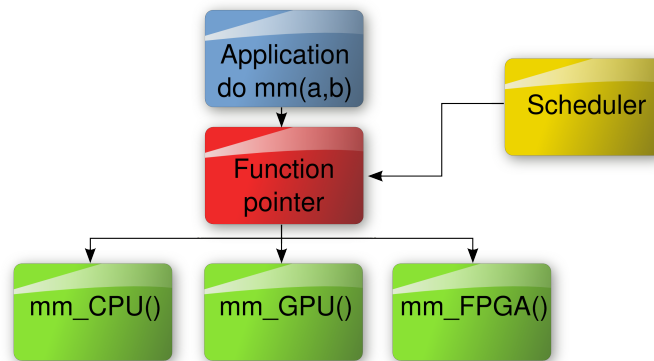 Application
do mm(a,b)
Scheduler
Function
pointer
mm_CPU()
mm_GPU()
mm_FPGA()